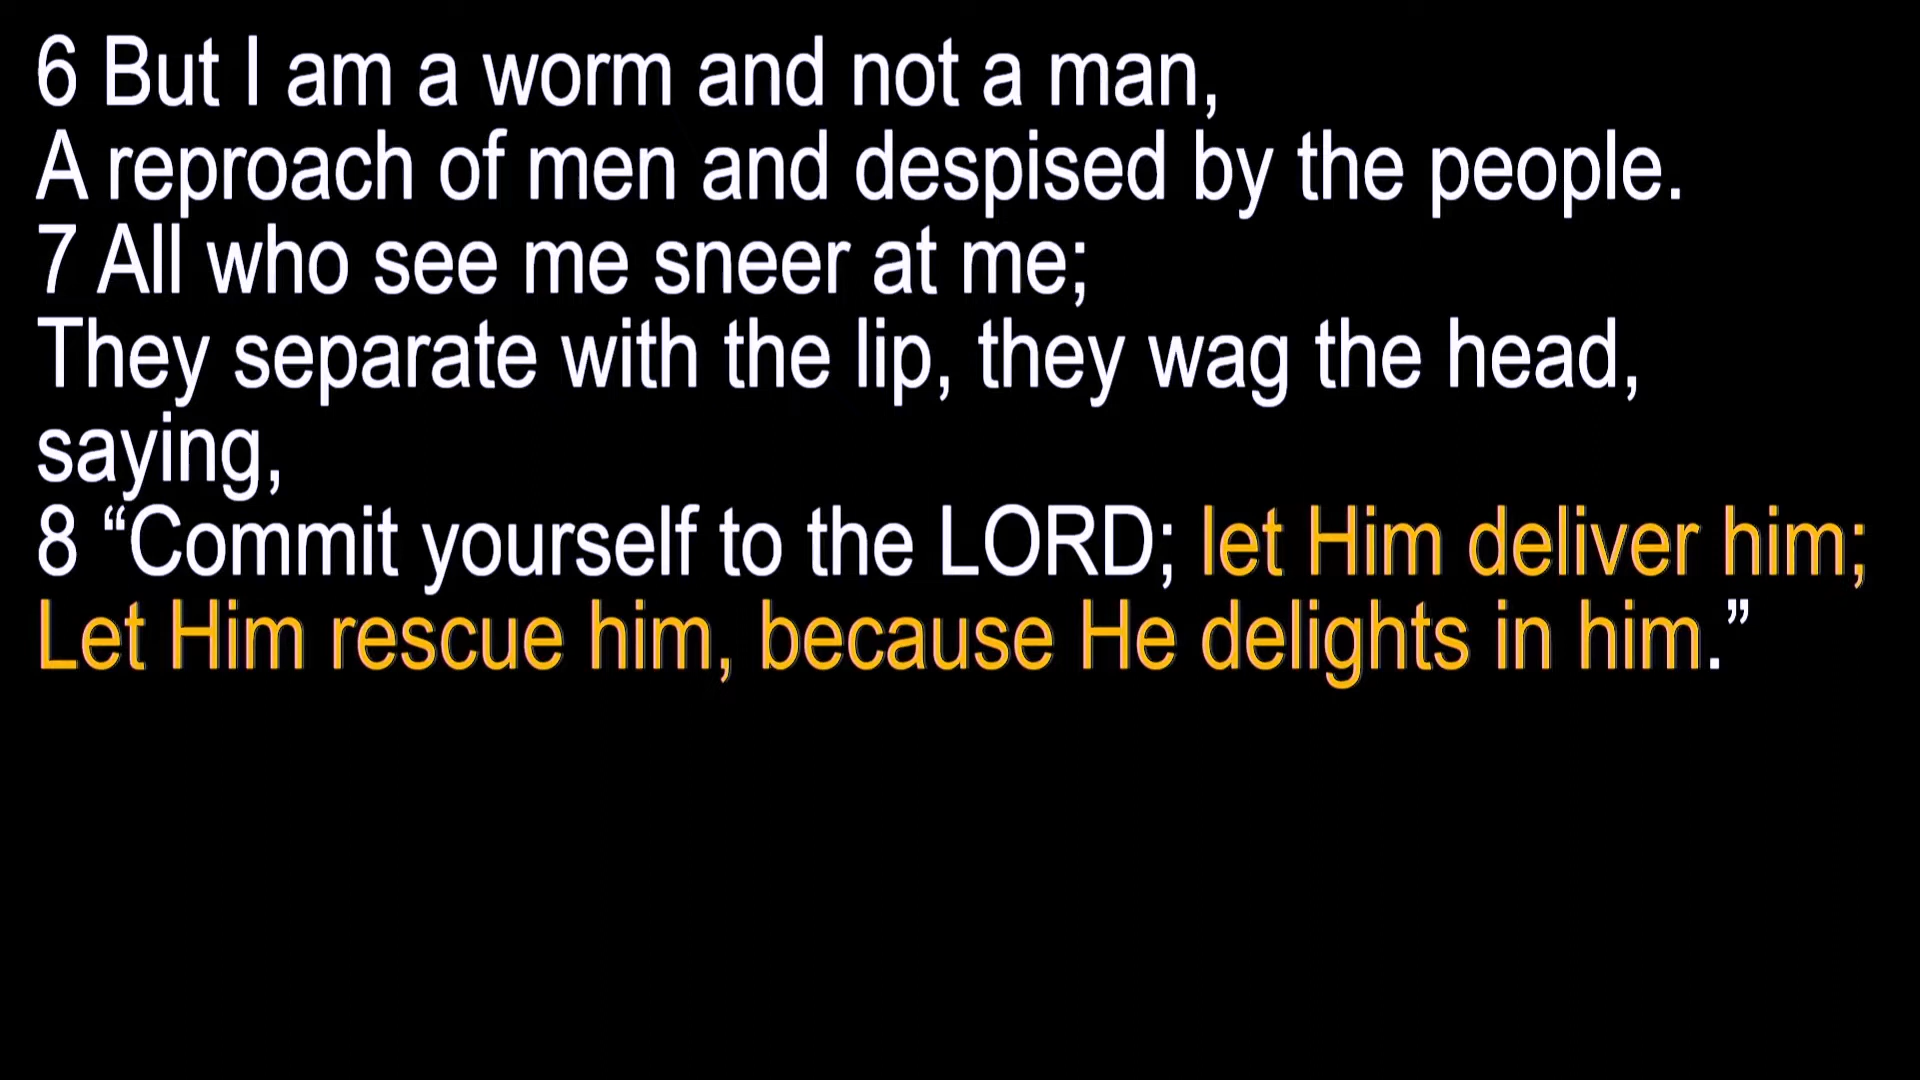 6 But I am a worm and not a man,
A reproach of men and despised by the people.
7 All who see me sneer at me;
They separate with the lip, they wag the head,
saying,
8 “Commit yourself to the LORD; let Him deliver him;
Let Him rescue him, because He delights in him.”